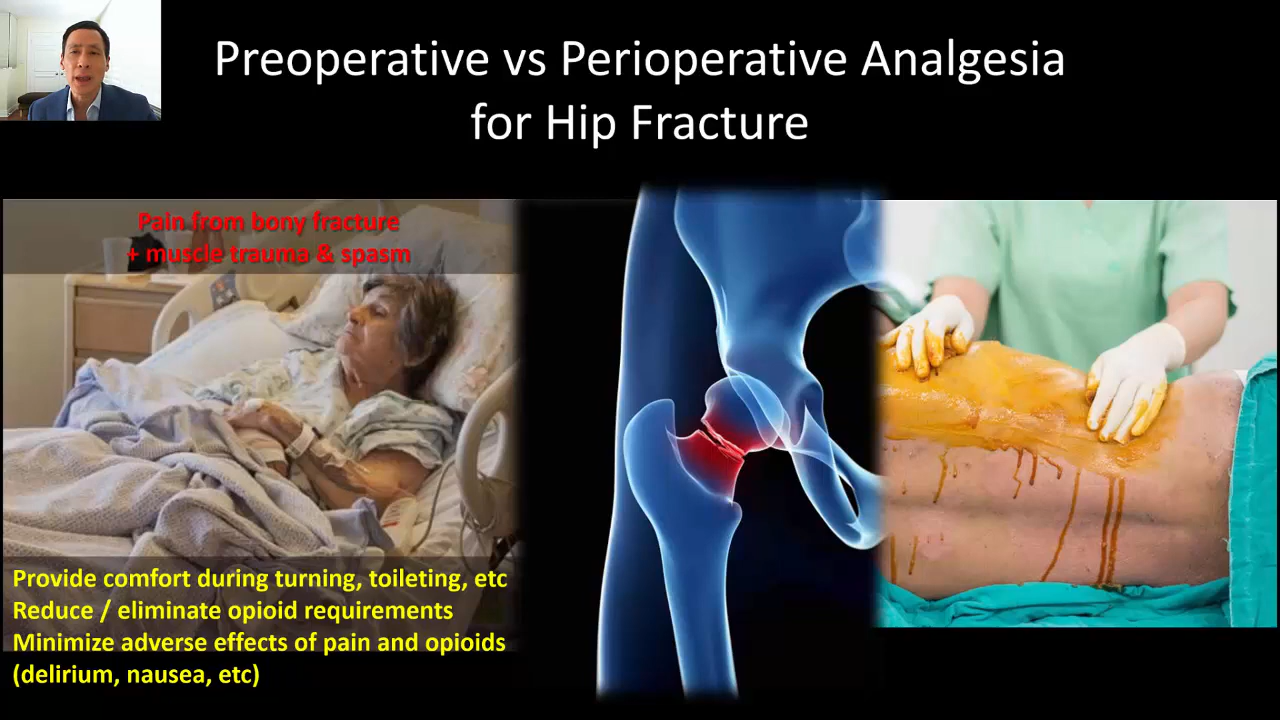 Preoperative vs Perioperative Analgesia
for Hip Fracture
Pain from bony fracture
+ muscle trauma & spasm
Provide comfort during turning, toileting, etc
Reduce / eliminate opioid requirements
Minimize adverse effects of pain and opioids
(delirium, nausea, etc)